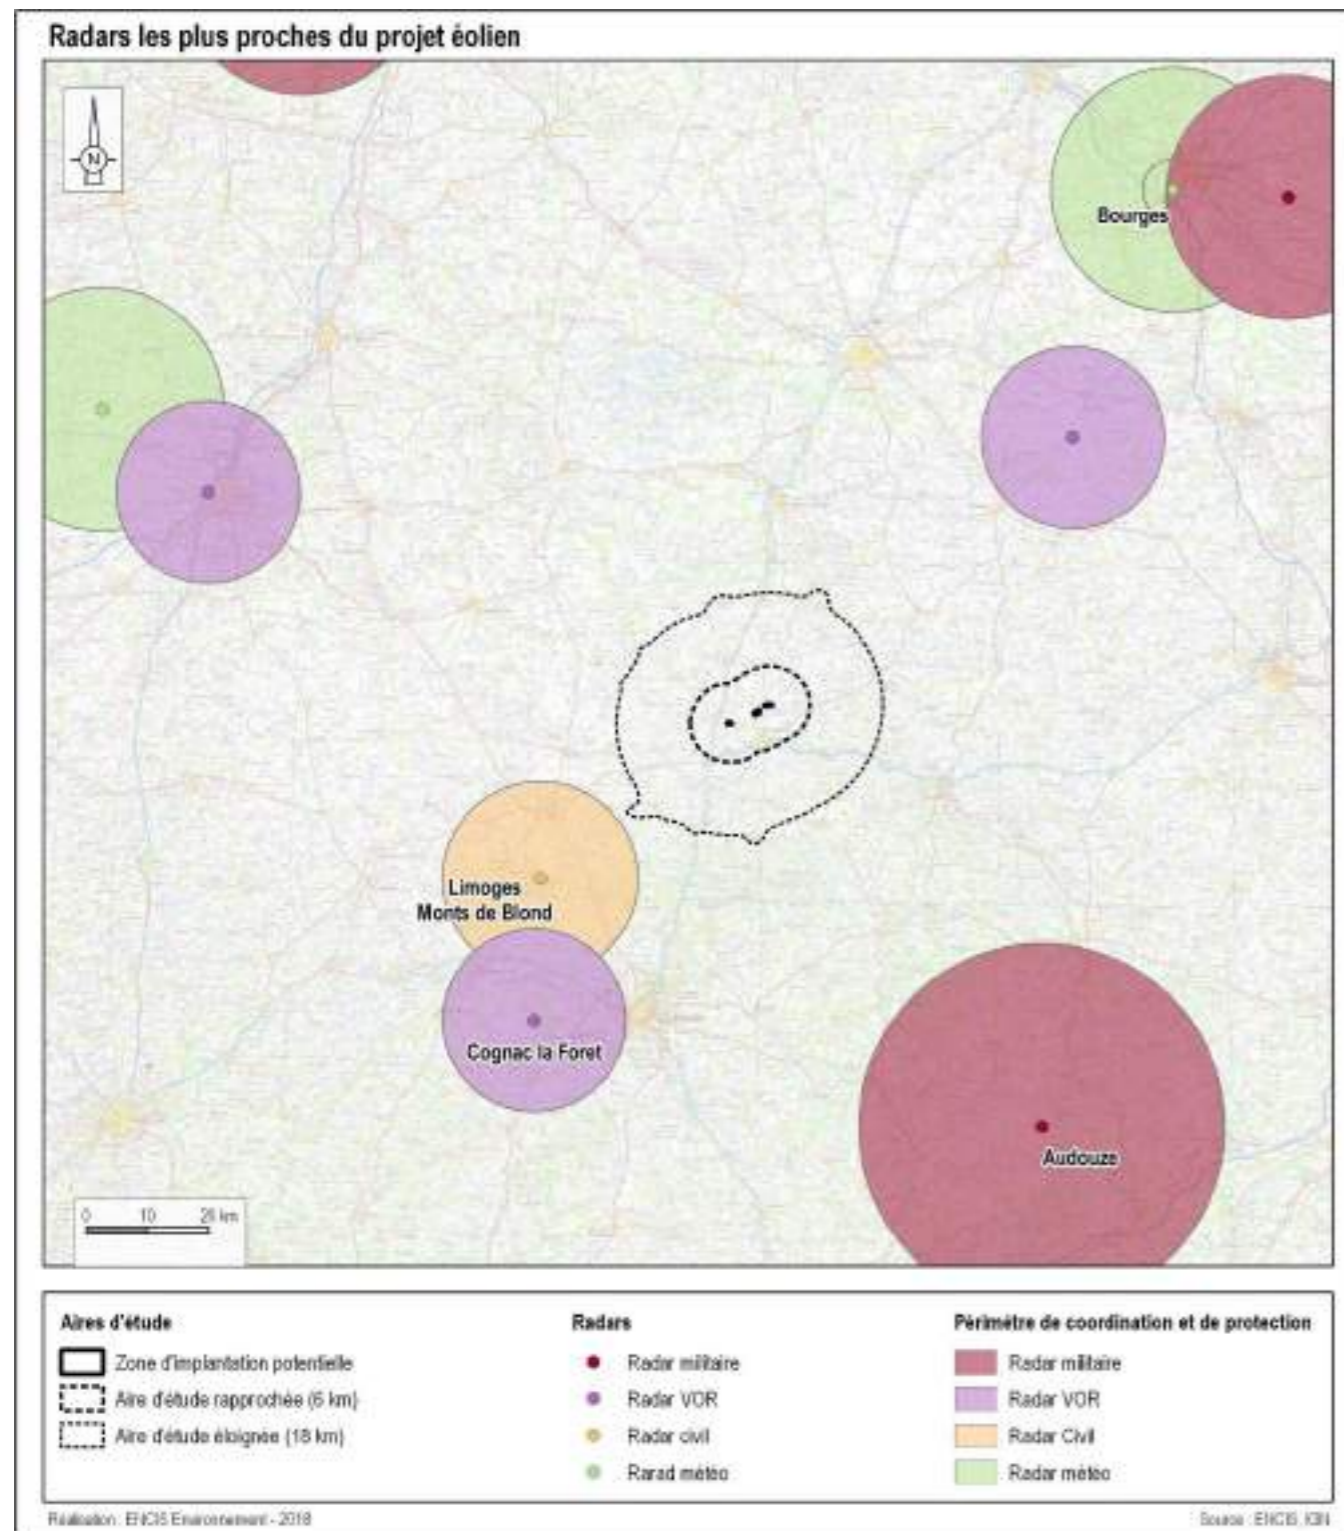 Radars les plus proches du projet éolien
N
Bourges
Limoges
Monts de Blond
Cognac la Foret
Audouze
0 10 20 km
Aires d'étude
Zone d'implantation potentielle
Aire d'étude rapprochée (6 km)
Aire d'étude éloignée (18 km)
Radars
Radar militaire
Radar VOR
Radar civil
Rarad météo
Périmètre de coordination et de protection
Radar militaire
Radar VOR
Radar Civil
Radar météo
Réalisation : ENCIS Environnement - 2018
Source : ENCIS, IGN